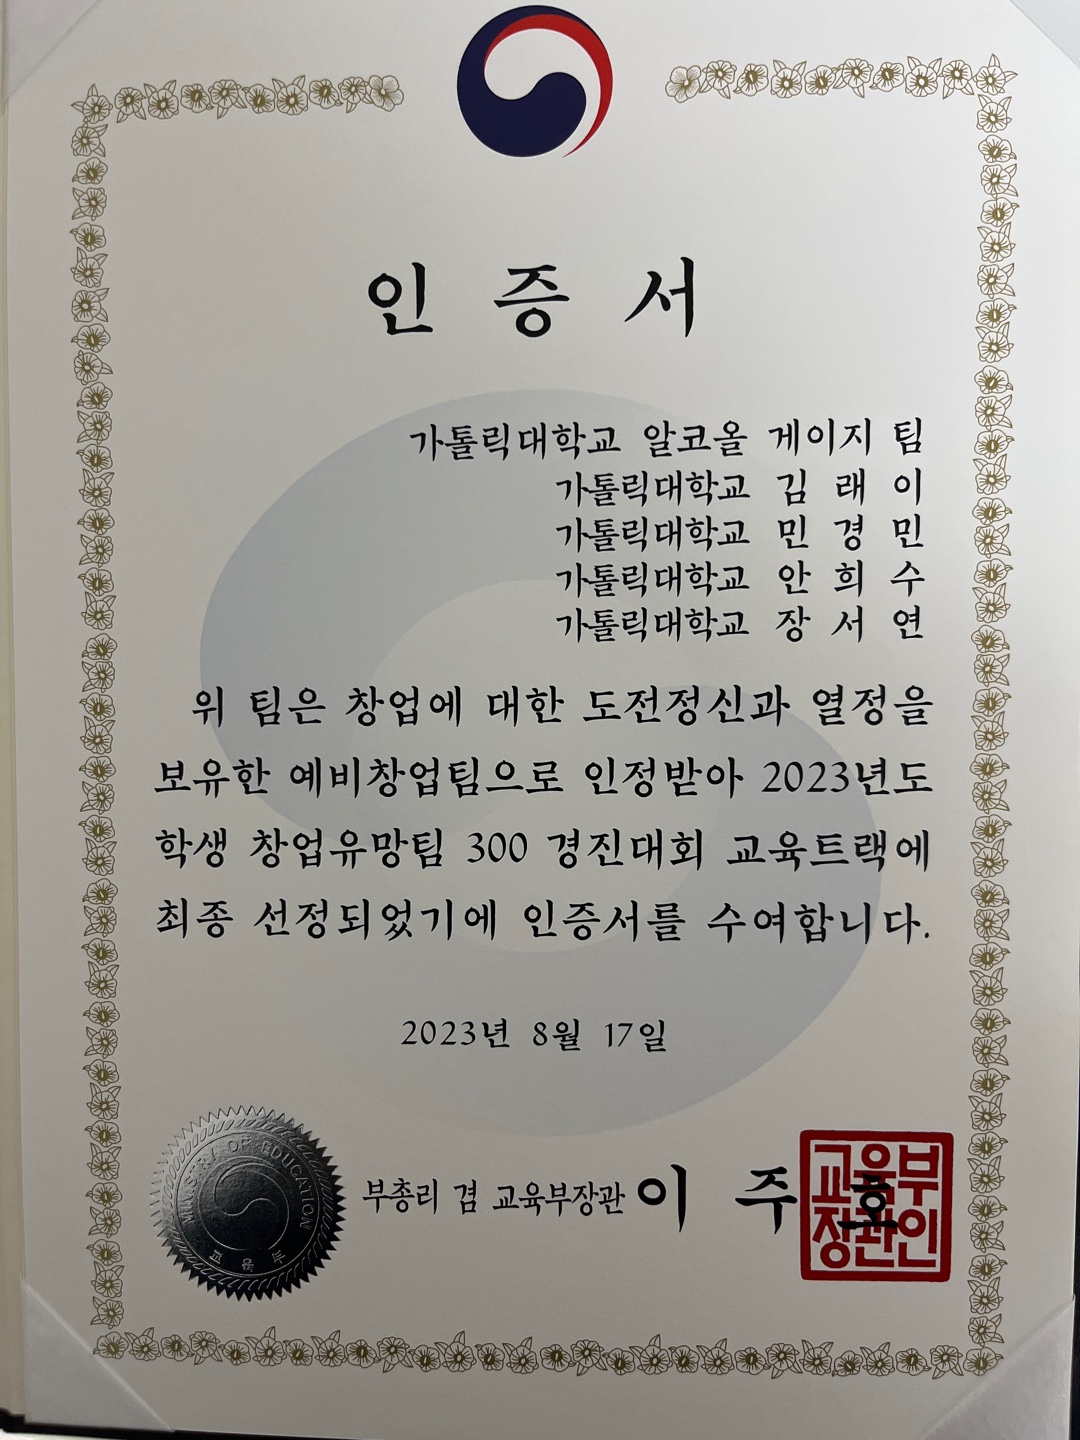 인 증 서
가톨릭대학교 알코올 게이지 팀
가톨릭대학교 김 래 이
가톨릭대학교 민 경 민
가톨릭대학교 안 희 수
가톨릭대학교 장 서 연
위 팀은 창업에 대한 도전정신과 열정을
보유한 예비창업팀으로 인정받아 2023년도
학생 창업유망팀 300 경진대회 교육트랙에
최종 선정되었기에 인증서를 수여합니다.
2023년 8월 17일
MINISTRY OF EDUCATION
교육부
부총리 겸 교육부장관 이 주 호
교육부
장관인